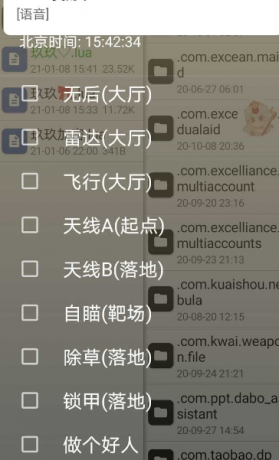 [语音]
北京时间: 15:42:34
玖玖♡.lua
21-01-08 15:41 23.52K
21-01-08 15:33 11.72K
21-01-06 22:00 341B
无后(大厅)
雷达(大厅)
飞行(大厅)
天线A(起点)
天线B(落地)
自瞄(靶场)
除草(落地)
锁甲(落地)
做个好人
.com.excean.mai
d
20-06-27 06:01
.com.exce
dualaid
20-10-08 20:36
.com.excelliance.
multiaccount
20-09-20 23:16
.com.excelliance.
multiaccounts
20-09-23 21:13
.com.kuaishou.ne
bula
20-08-20 12:15
.com.kwai.weapo
n.file
20-09-24 21:21
.com.ppt.dabo_a
sistant
20-09-27 14:54
.com.taobao.dp